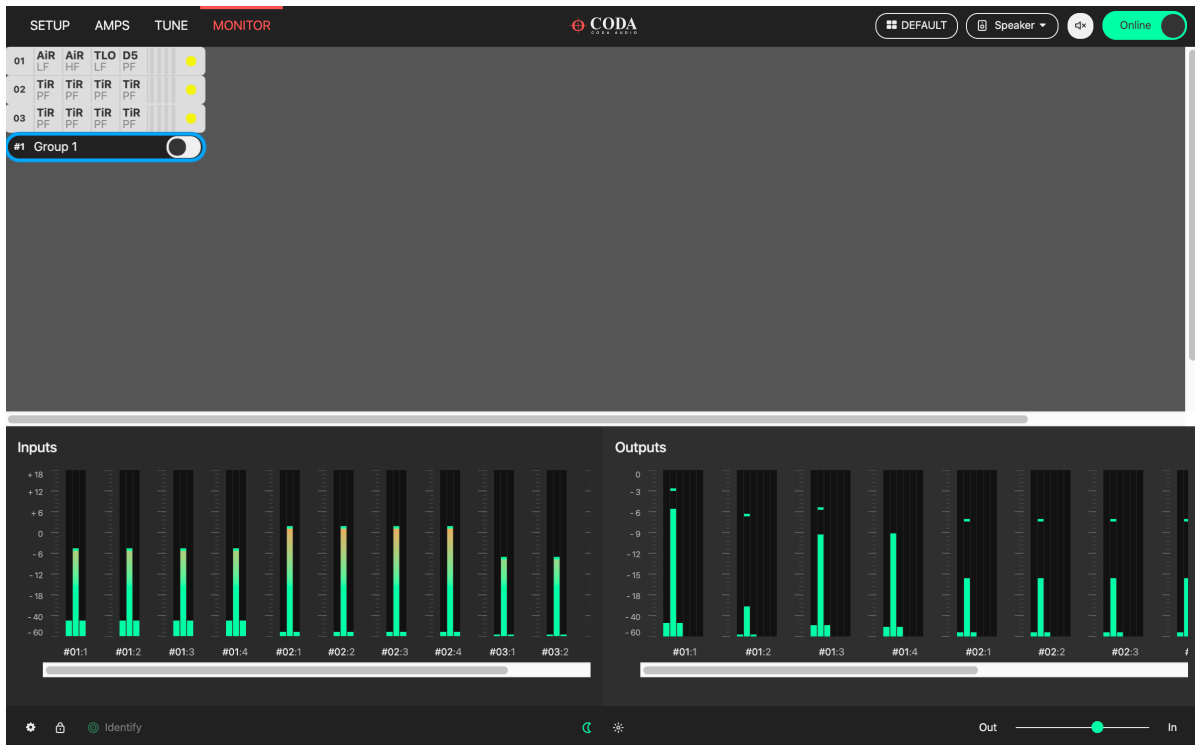 SETUP AMPS TUNE MONITOR CODA DEFAULT Speaker Online
CODA AUDIO
01 AiR AiR TLO D5
LF HF LF PF
02 TiR TiR TiR TiR
PF PF PF PF
03 TiR TiR TiR TiR
PF PF PF PF
#1 Group 1
Inputs Outputs
+18 0
+12 -3
+6 -6
0 -9
-6 -12
-12 -15
-18 -18
-40 -40
-60 -60
#01:1 #01:2 #01:3 #01:4 #02:1 #02:2 #02:3 #02:4 #03:1 #03:2 #01:1 #01:2 #01:3 #01:4 #02:1 #02:2 #02:3
Identify Out In